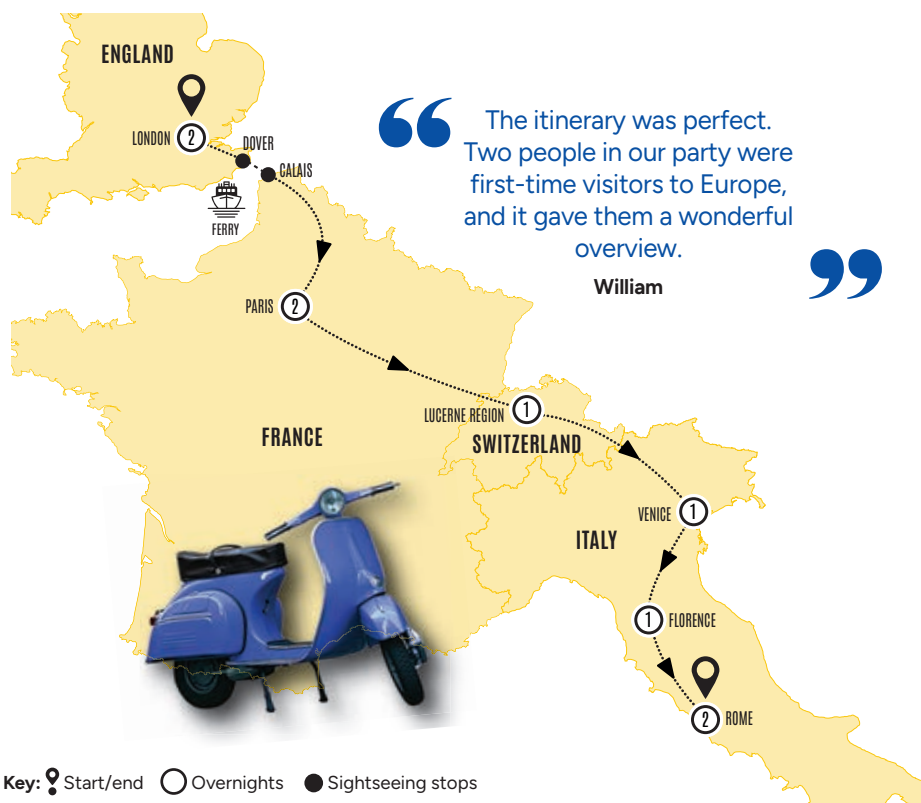 ENGLAND
LONDON 2
DOVER
CALAIS
FERRY
“
The itinerary was perfect.
Two people in our party were
first-time visitors to Europe,
and it gave them a wonderful
overview.
”
William
PARIS 2
LUCERNE REGION 1
FRANCE
SWITZERLAND
VENICE 1
ITALY
1 FLORENCE
2 ROME
Key: Start/end Overnights Sightseeing stops